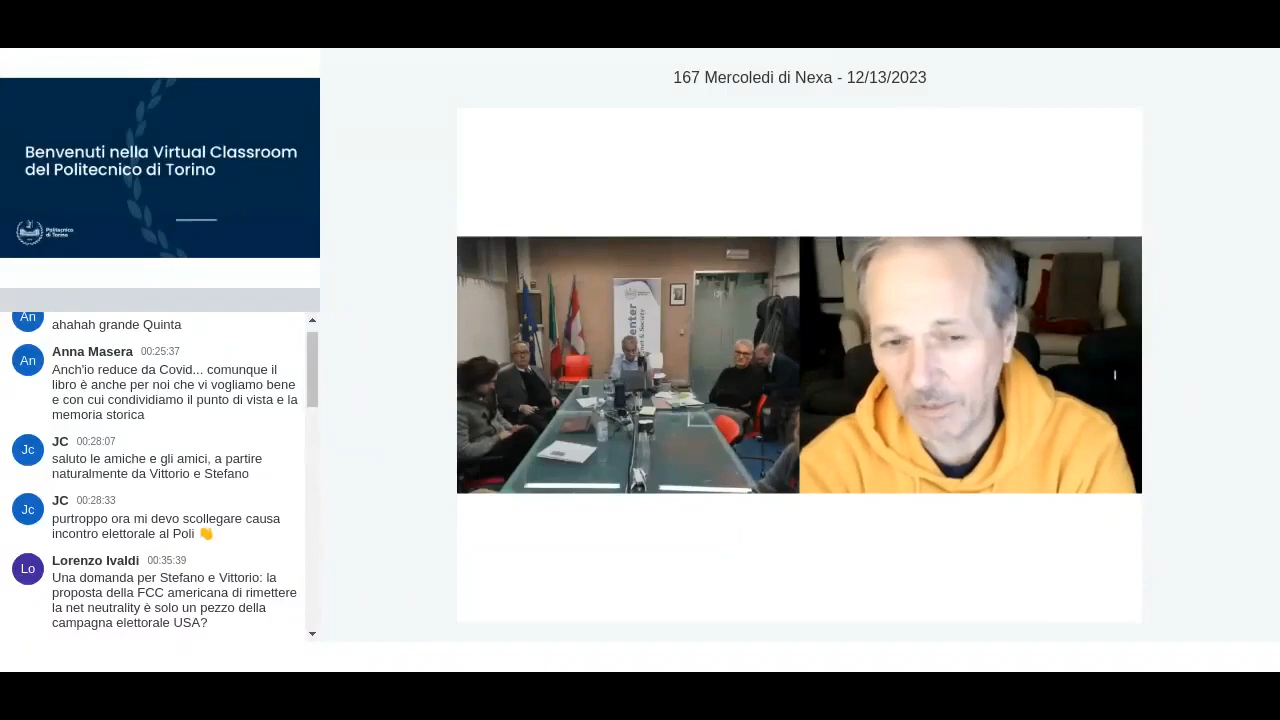 167 Mercoledì di Nexa - 12/13/2023
Benvenuti nella Virtual Classroom
del Politecnico di Torino
Politecnico
di Torino
An
ahahah grande Quinta
An
Anna Masera 00:25:37
Anch'io reduce da Covid... comunque il
libro è anche per noi che vi vogliamo bene
e con cui condividiamo il punto di vista e la
memoria storica
Jc
JC 00:28:07
saluto le amiche e gli amici, a partire
naturalmente da Vittorio e Stefano
Jc
JC 00:28:33
purtroppo ora mi devo scollegare causa
incontro elettorale al Poli 👏
Lo
Lorenzo Ivaldi 00:35:39
Una domanda per Stefano e Vittorio: la
proposta della FCC americana di rimettere
la net neutrality è solo un pezzo della
campagna elettorale USA?